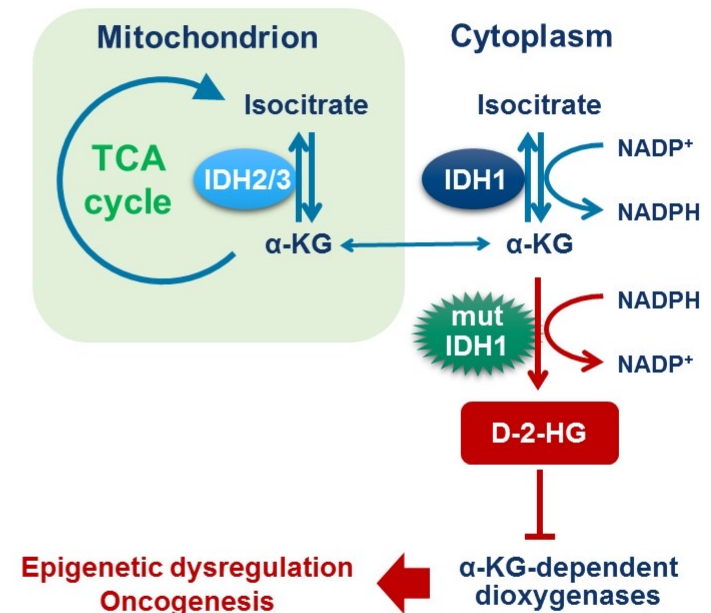 Mitochondrion
Cytoplasm
Isocitrate
Isocitrate
TCA
cycle
IDH2/3
IDH1
NADP⁺
NADPH
α-KG
α-KG
mut
IDH1
NADPH
NADP⁺
D-2-HG
Epigenetic dysregulation
Oncogenesis
α-KG-dependent
dioxygenases